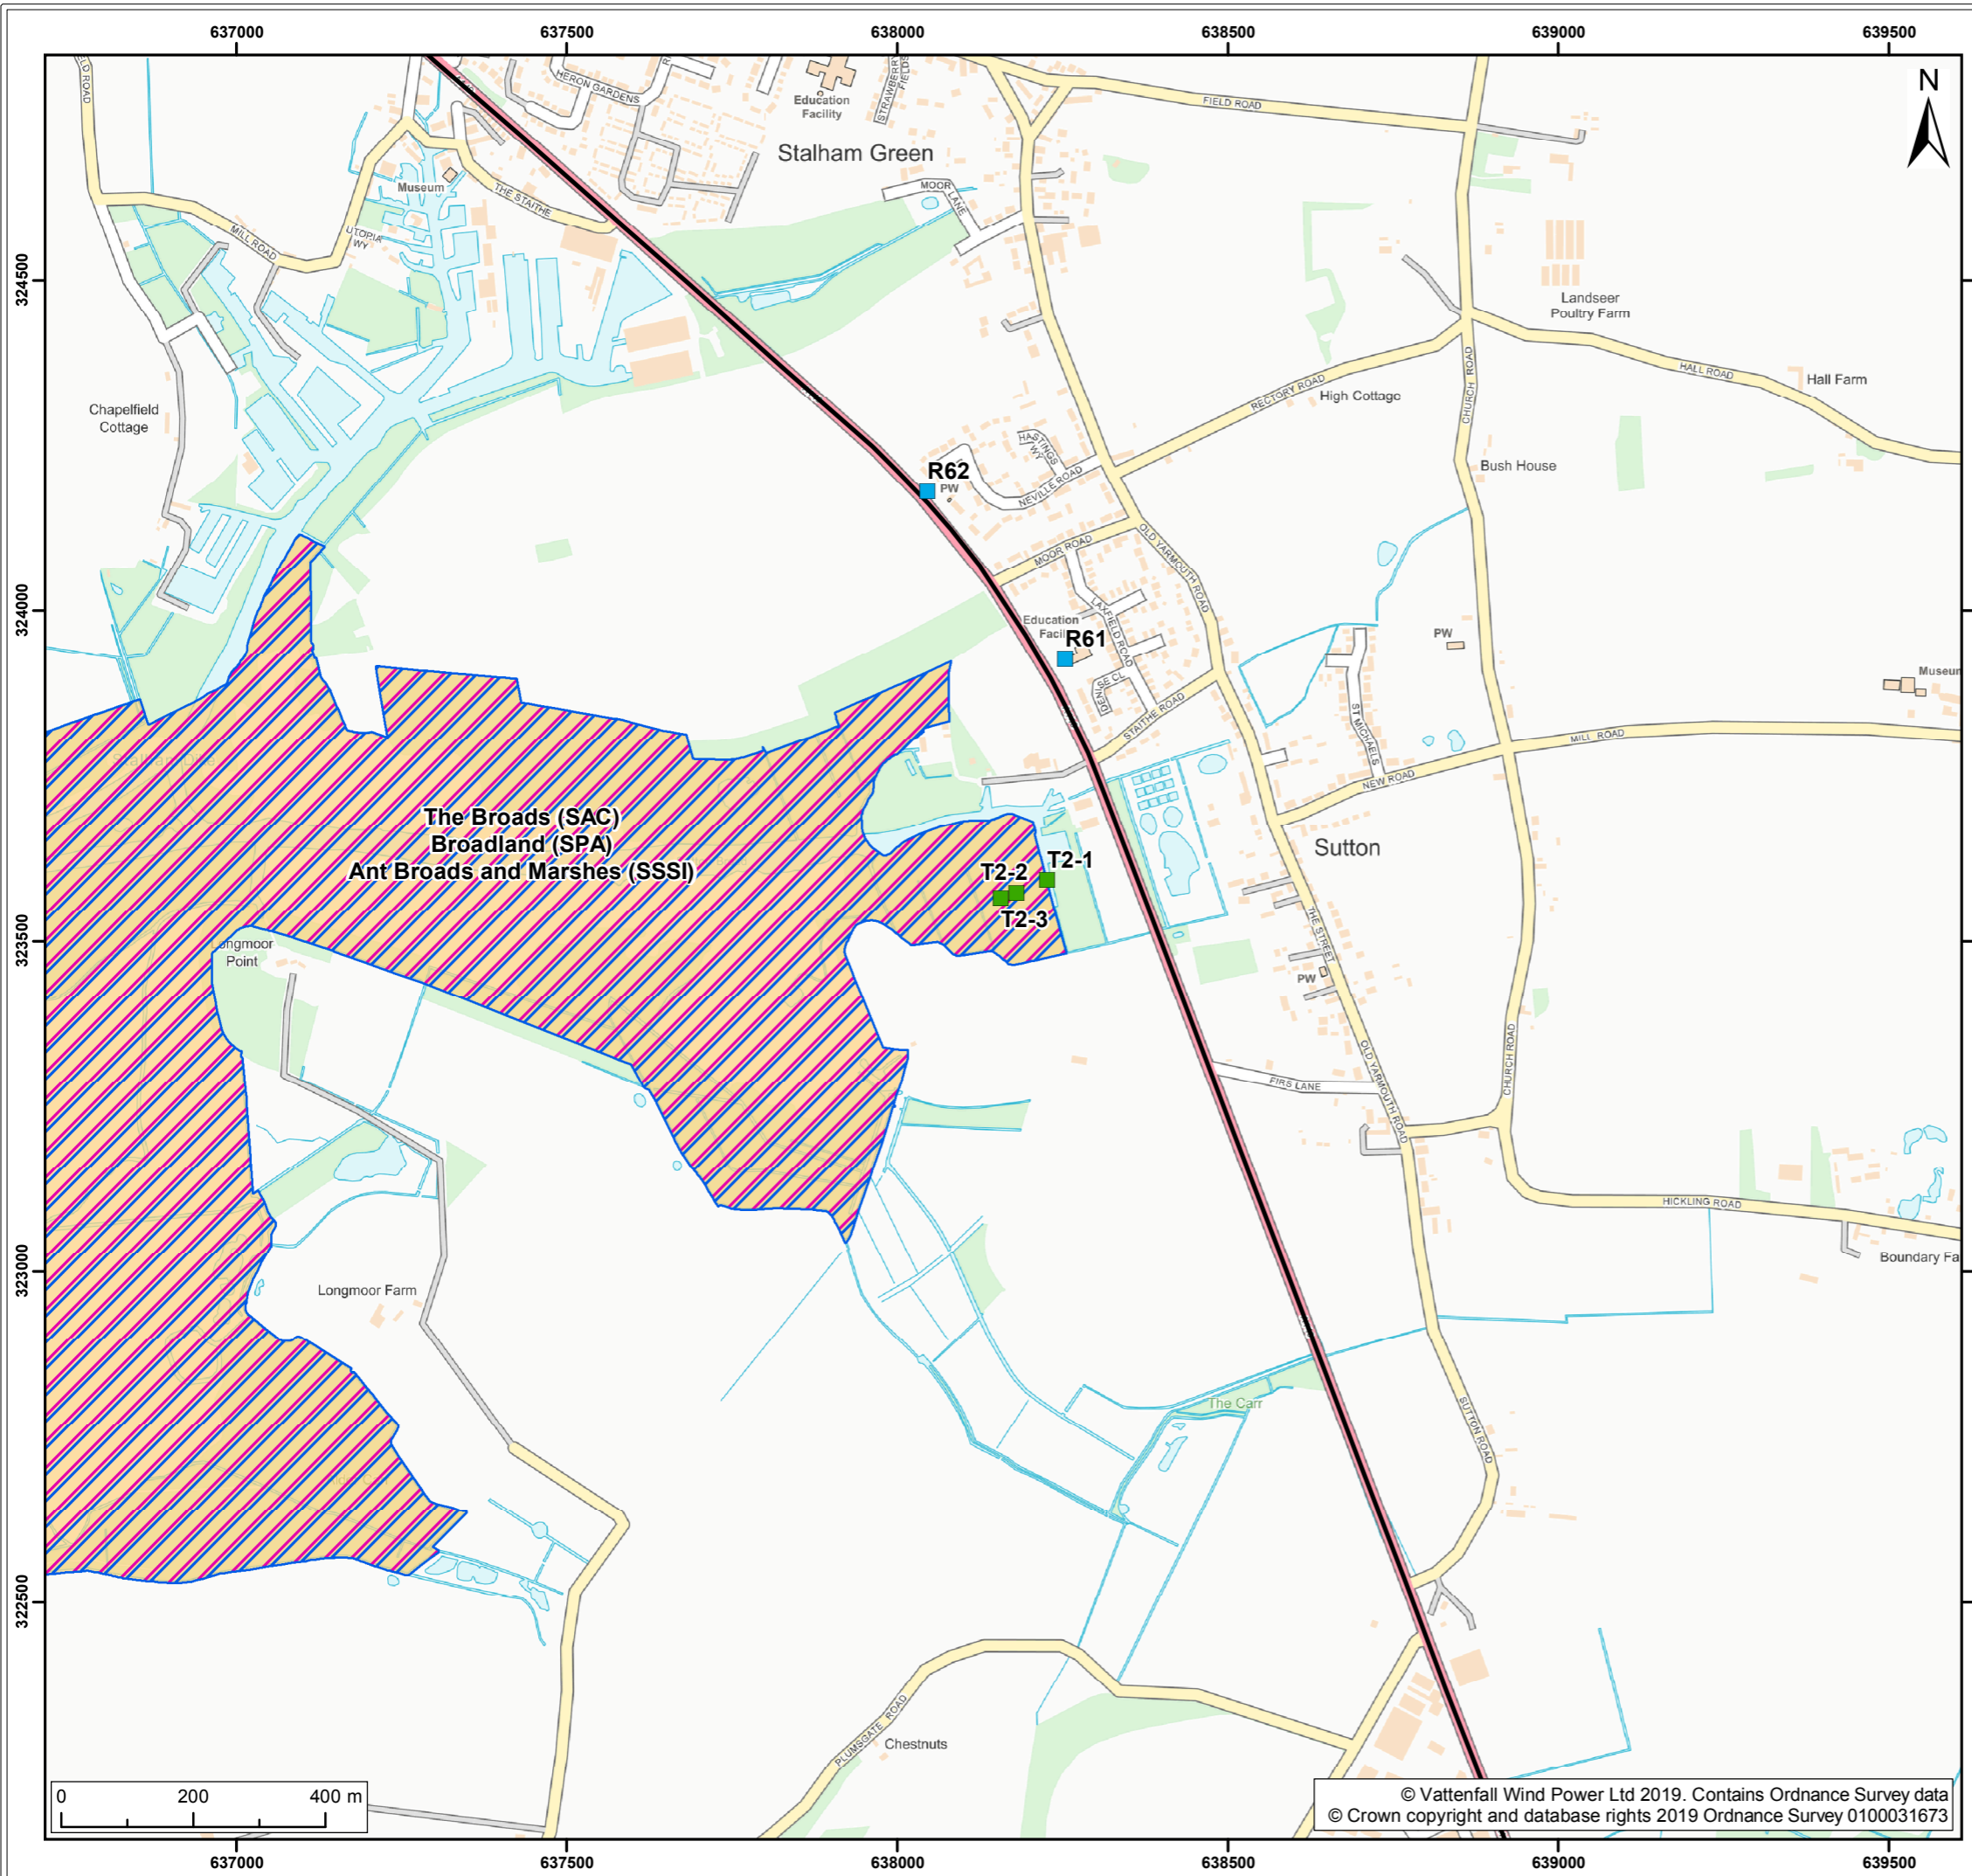 637000
637500
638000
638500
639000
639500
N
HERON GARDENS
STRAWBERRY
FIELDS
Education
Facility
FIELD ROAD
Stalham Green
Museum
THE STAITHE
MOOR
LANE
MILL ROAD
UTOPIA
WY
324500
Landseer
Poultry Farm
CHURCH ROAD
HALL ROAD
Hall Farm
RECTORY ROAD
High Cottage
Chapelfield
Cottage
HASTINGS
WY
Bush House
R62
PW
NEVILLE ROAD
OLD YARMOUTH ROAD
MOOR ROAD
324000
LAXFIELD ROAD
Education
R61
PW
Museum
STAITHE ROAD
ST MICHAELS
MILL ROAD
NEW ROAD
The Broads (SAC)
Broadland (SPA)
Ant Broads and Marshes (SSSI)
Sutton
T2-1
T2-2
T2-3
323500
Longmoor
Point
THE STREET
PW
OLD YARMOUTH ROAD
CHURCH ROAD
FIRS LANE
HICKLING ROAD
323000
Boundary Fa
Longmoor Farm
The Carr
SUTTON ROAD
322500
PLUMSGATE ROAD
Chestnuts
0 200 400 m
© Vattenfall Wind Power Ltd 2019. Contains Ordnance Survey data
© Crown copyright and database rights 2019 Ordnance Survey 0100031673
637000
637500
638000
638500
639000
639500